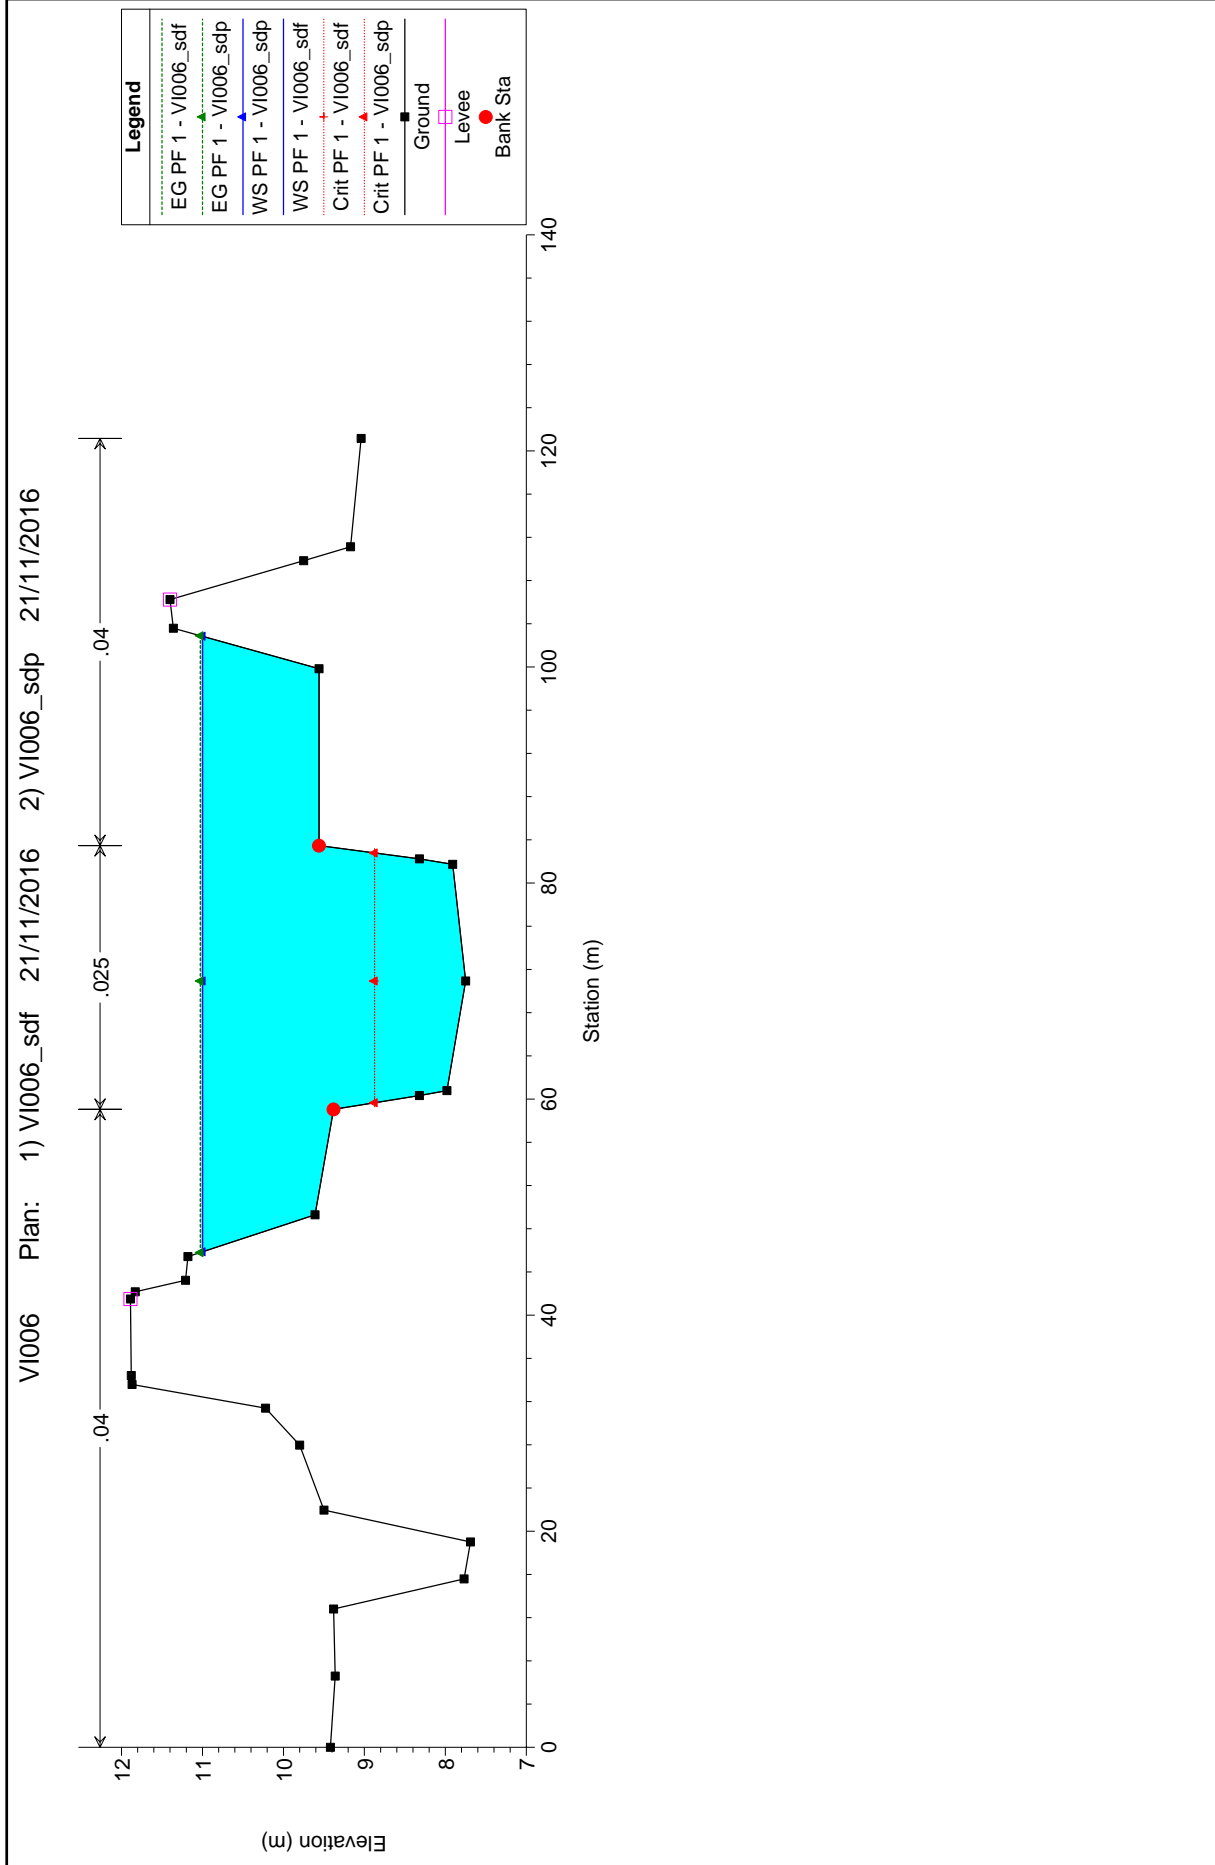 VI006 Plan: 1) VI006_sdf 21/11/2016 2) VI006_sdp 21/11/2016
.04
.025
.04
Legend
EG PF 1 - VI006_sdf
EG PF 1 - VI006_sdp
WS PF 1 - VI006_sdp
WS PF 1 - VI006_sdf
Crit PF 1 - VI006_sdf
Crit PF 1 - VI006_sdp
Ground
Levee
Bank Sta
12
11
10
9
8
7
Elevation (m)
0
20
40
60
80
100
120
140
Station (m)